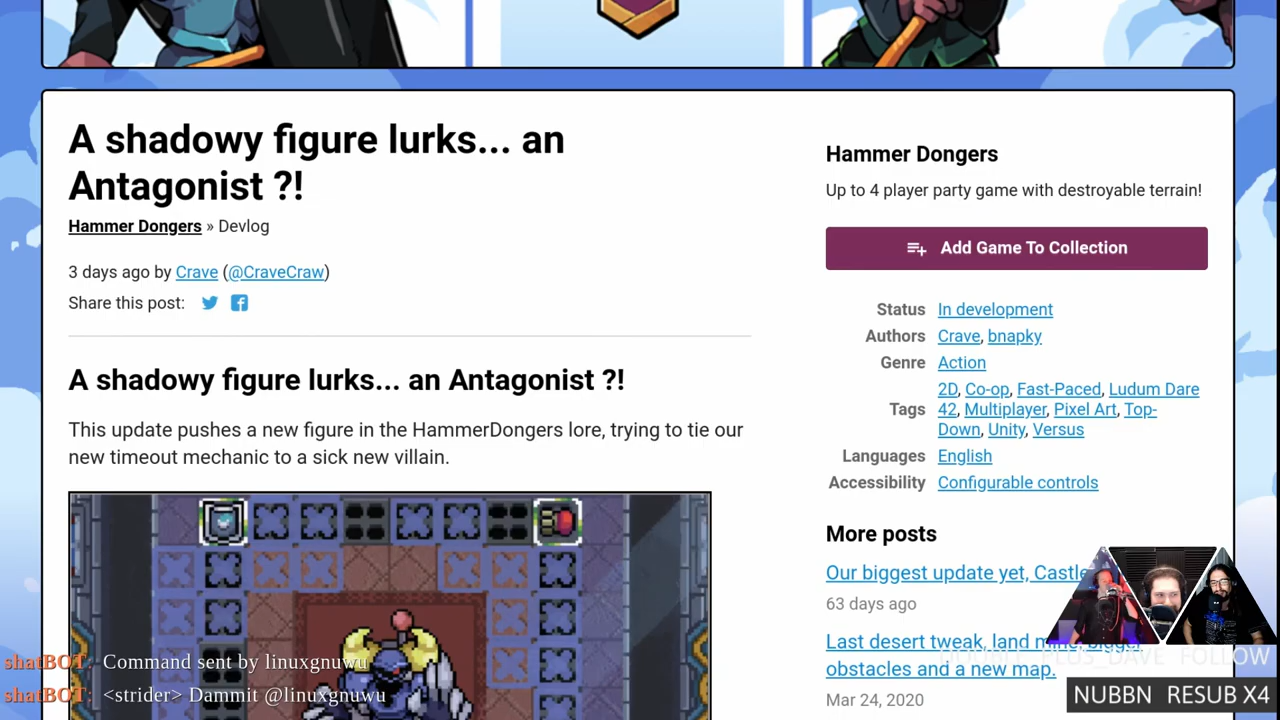 A shadowy figure lurks... an
Antagonist ?!
Hammer Dongers » Devlog
3 days ago by Crave (@CraveCraw)
Share this post:
A shadowy figure lurks... an Antagonist ?!
This update pushes a new figure in the HammerDongers lore, trying to tie our
new timeout mechanic to a sick new villain.
Hammer Dongers
Up to 4 player party game with destroyable terrain!
Add Game To Collection
Status In development
Authors Crave, bnapky
Genre Action
Tags 2D, Co-op, Fast-Paced, Ludum Dare
42, Multiplayer, Pixel Art, Top-
Down, Unity, Versus
Languages English
Accessibility Configurable controls
More posts
Our biggest update yet, Castle
63 days ago
Last desert tweak, land mine, bigger
obstacles and a new map.
Mar 24, 2020
shatBOT: Command sent by linuxgnuwu
shatBOT: <strider> Dammit @linuxgnuwu
PLUS_DAVE FOLLOW
NUBBN RESUB X4